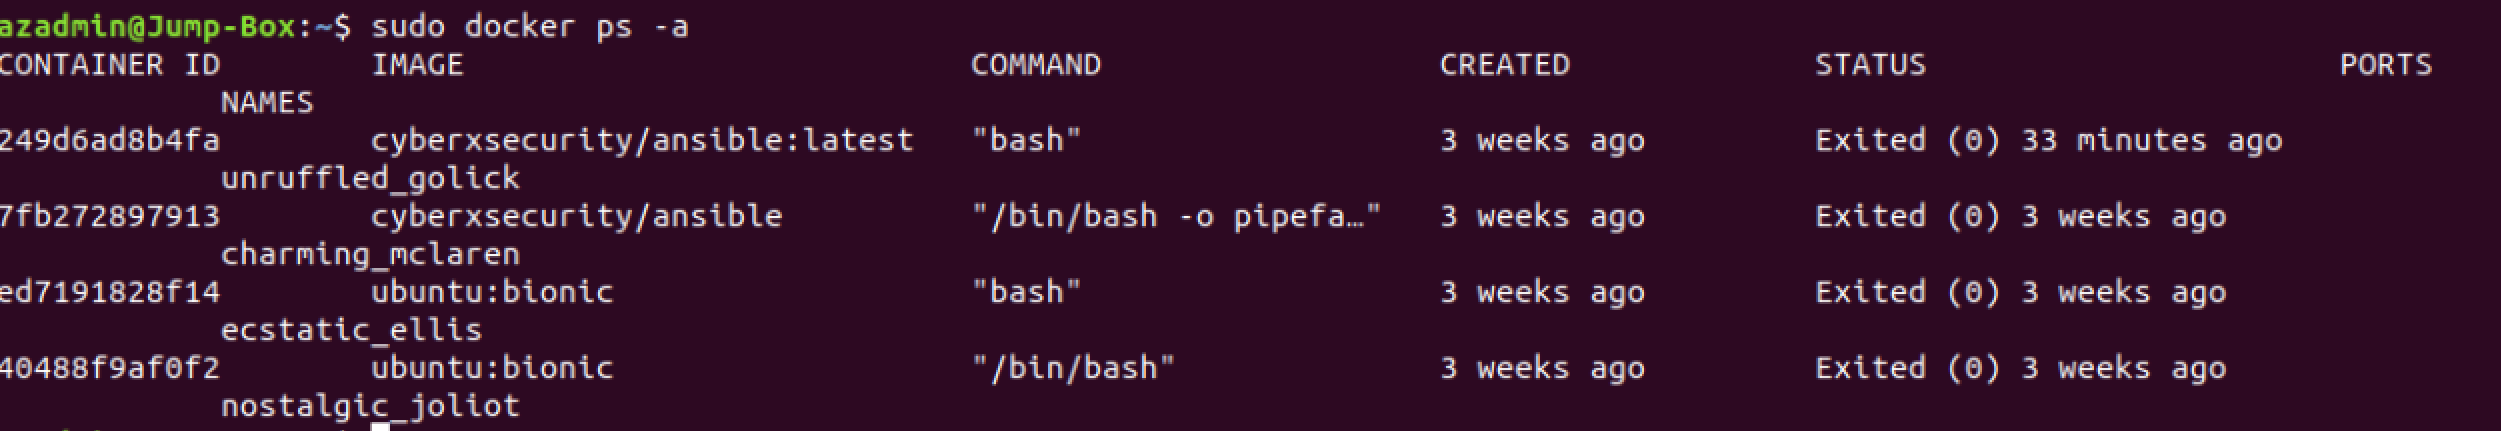 azadmin@Jump-Box:~$ sudo docker ps -a
CONTAINER ID        IMAGE                           COMMAND                  CREATED             STATUS                      PORTS
            NAMES
249d6ad8b4fa        cyberxsecurity/ansible:latest   "bash"                   3 weeks ago         Exited (0) 33 minutes ago
            unruffled_golick
7fb272897913        cyberxsecurity/ansible          "/bin/bash -o pipefa…"   3 weeks ago         Exited (0) 3 weeks ago
            charming_mclaren
ed7191828f14        ubuntu:bionic                   "bash"                   3 weeks ago         Exited (0) 3 weeks ago
            ecstatic_ellis
40488f9af0f2        ubuntu:bionic                   "/bin/bash"              3 weeks ago         Exited (0) 3 weeks ago
            nostalgic_joliot